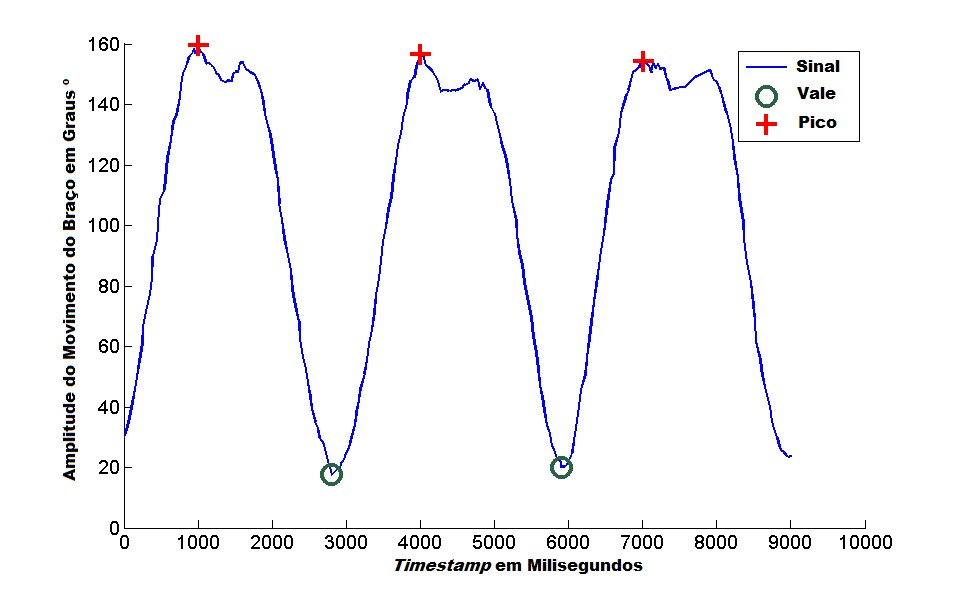 160
140
120
100
80
60
40
20
0
Amplitude do Movimento do Braço em Graus º
Sinal
Vale
Pico
0 1000 2000 3000 4000 5000 6000 7000 8000 9000 10000
Timestamp em Milisegundos